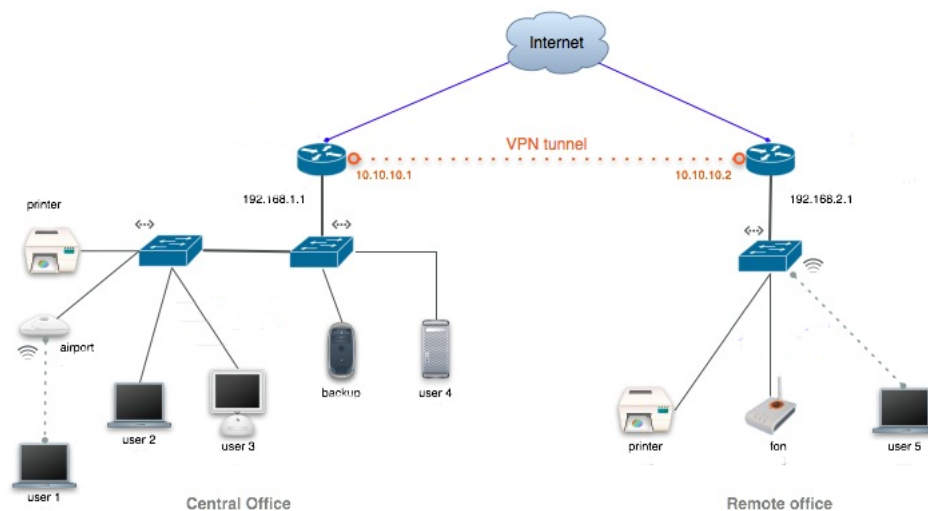 Internet
VPN tunnel
10.10.10.1
10.10.10.2
192.168.1.1
192.168.2.1
printer
airport
backup
user 4
user 2
user 3
printer
fon
user 5
user 1
Central Office
Remote office